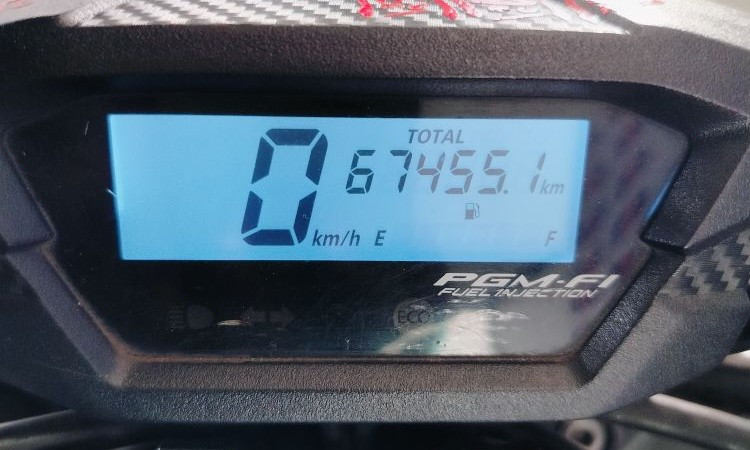 TOTAL
0 67455.1 km
km/h E F
PGM-FI
FUEL INJECTION